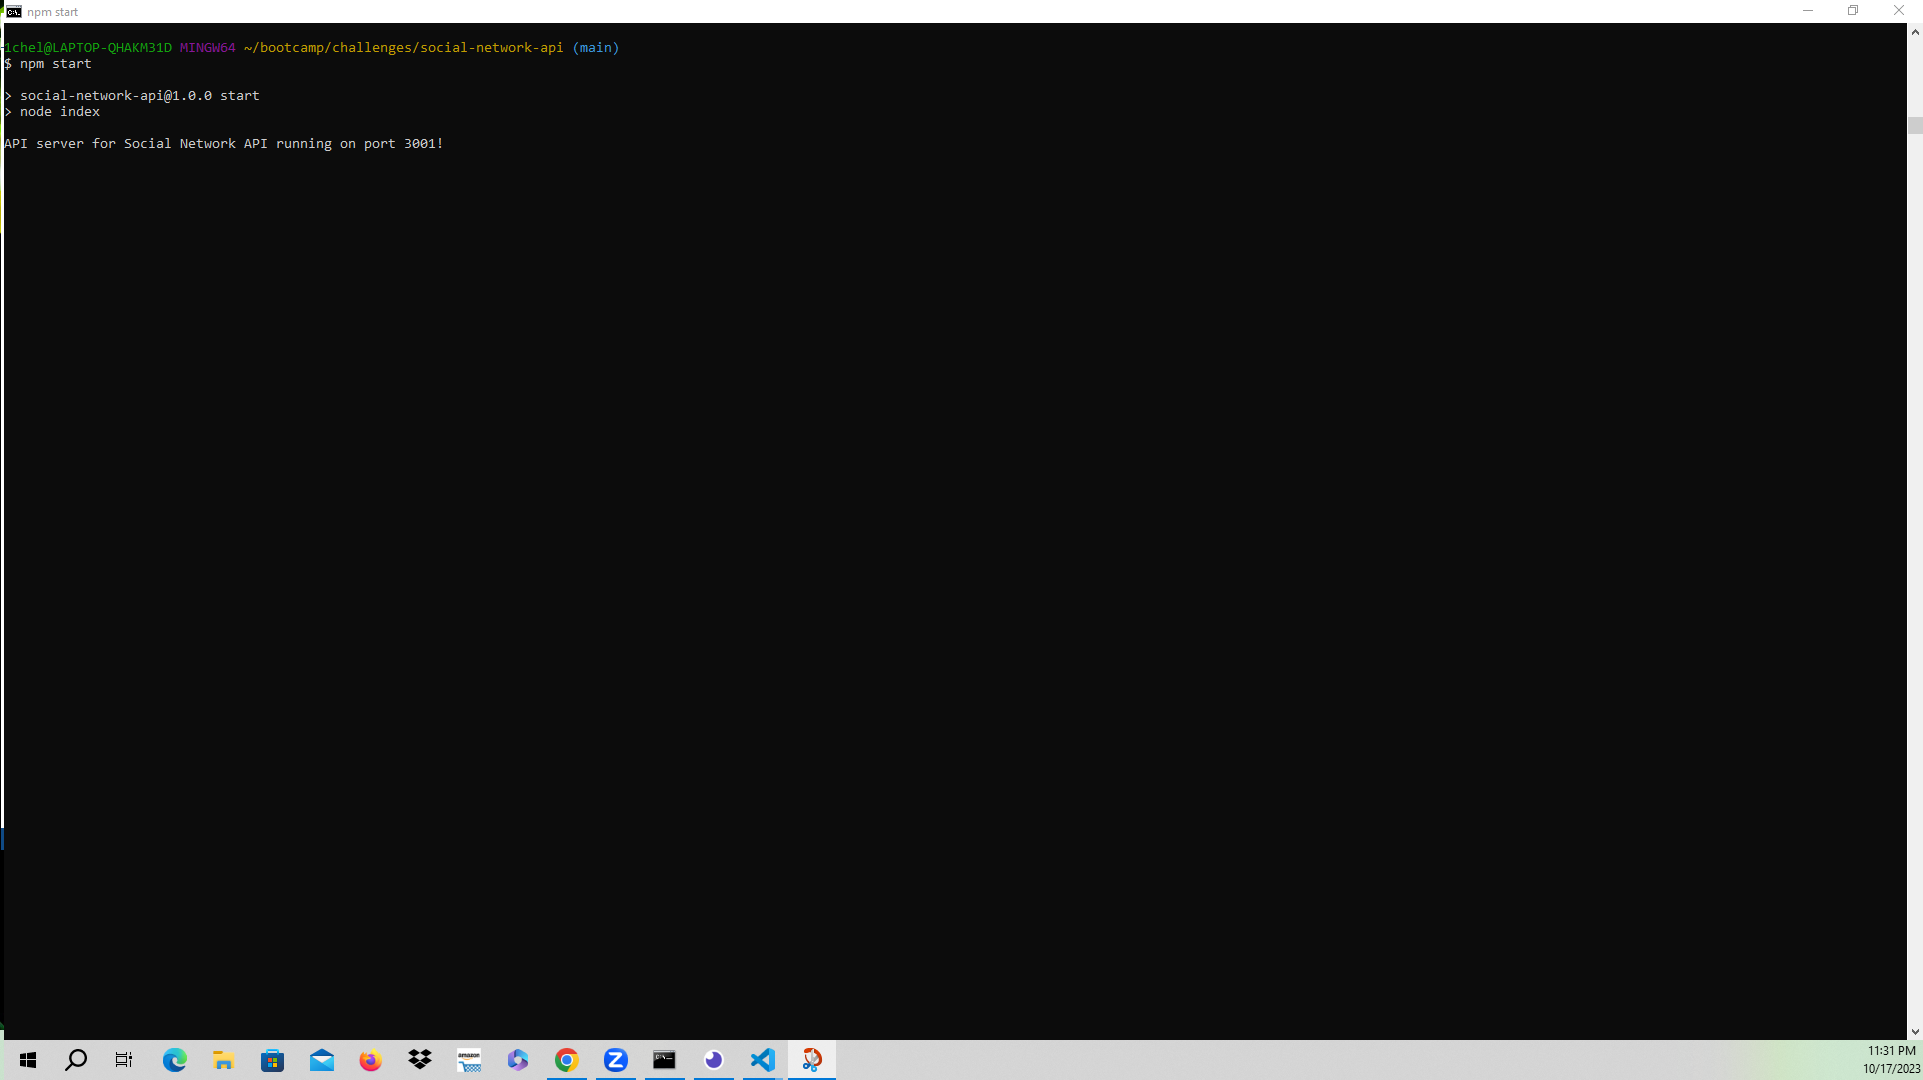 npm start
1chel@LAPTOP-QHAKM31D MINGW64 ~/bootcamp/challenges/social-network-api (main)
$ npm start
> social-network-api@1.0.0 start
> node index
API server for Social Network API running on port 3001!
amazon
11:31 PM
10/17/2023